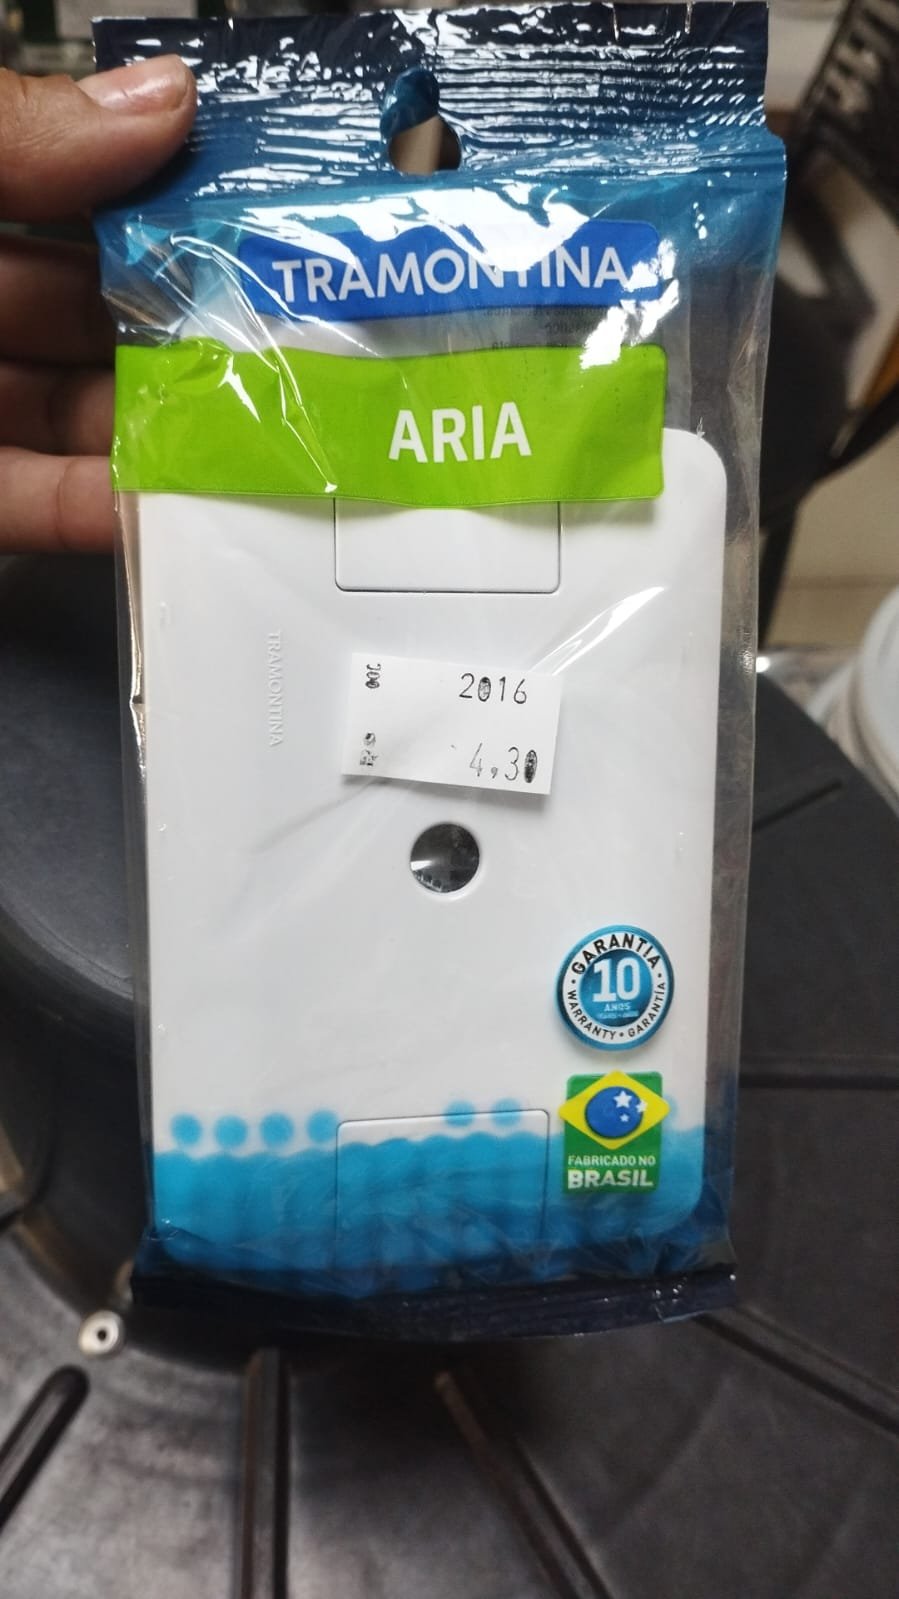 TRAMONTINA
ARIA
TRAMONTINA
2016
R$ 4,30
GARANTIA
10
ANOS
WARRANTY • GARANTÍA
FABRICADO NO
BRASIL